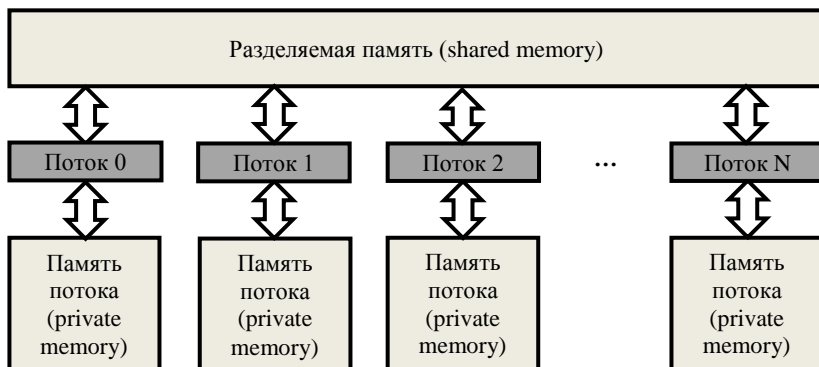 Разделяемая память (shared memory)
Поток 0
Поток 1
Поток 2
...
Поток N
Память
потока
(private
memory)
Память
потока
(private
memory)
Память
потока
(private
memory)
Память
потока
(private
memory)